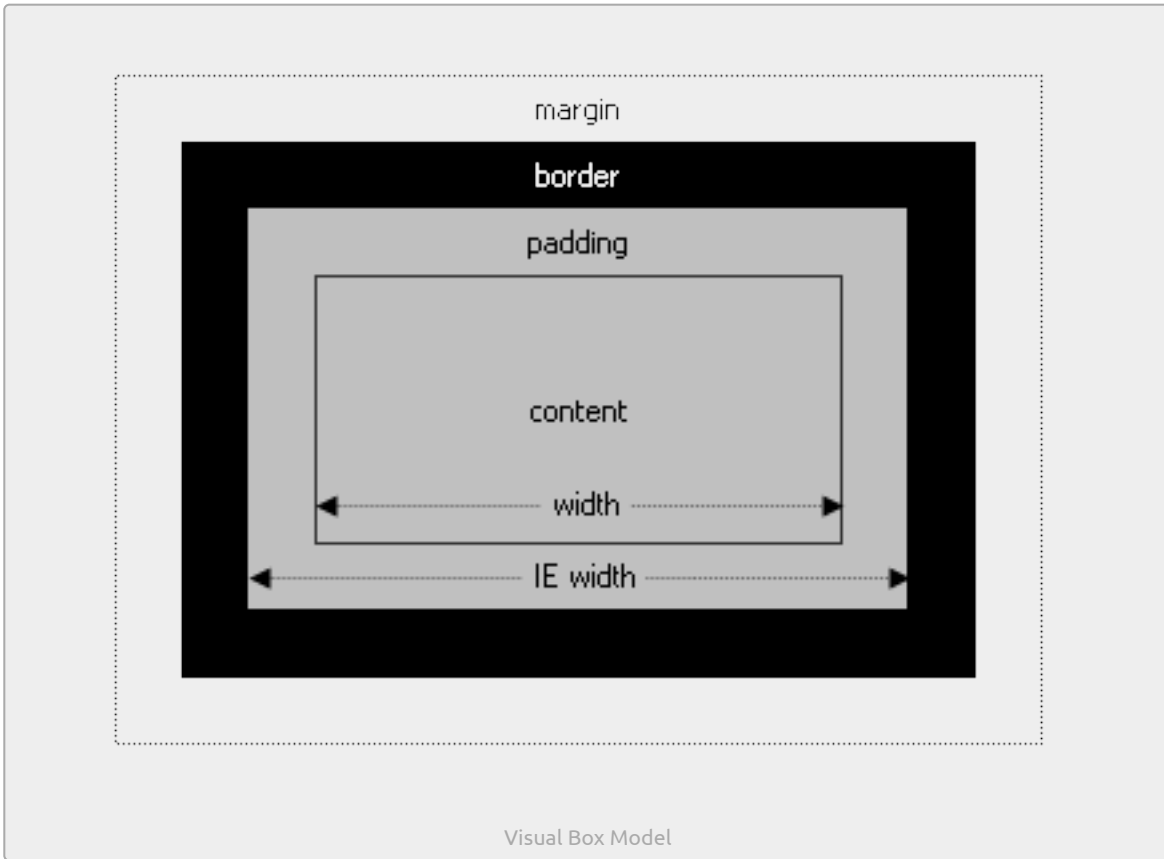 margin
border
padding
content
width
IE width
Visual Box Model